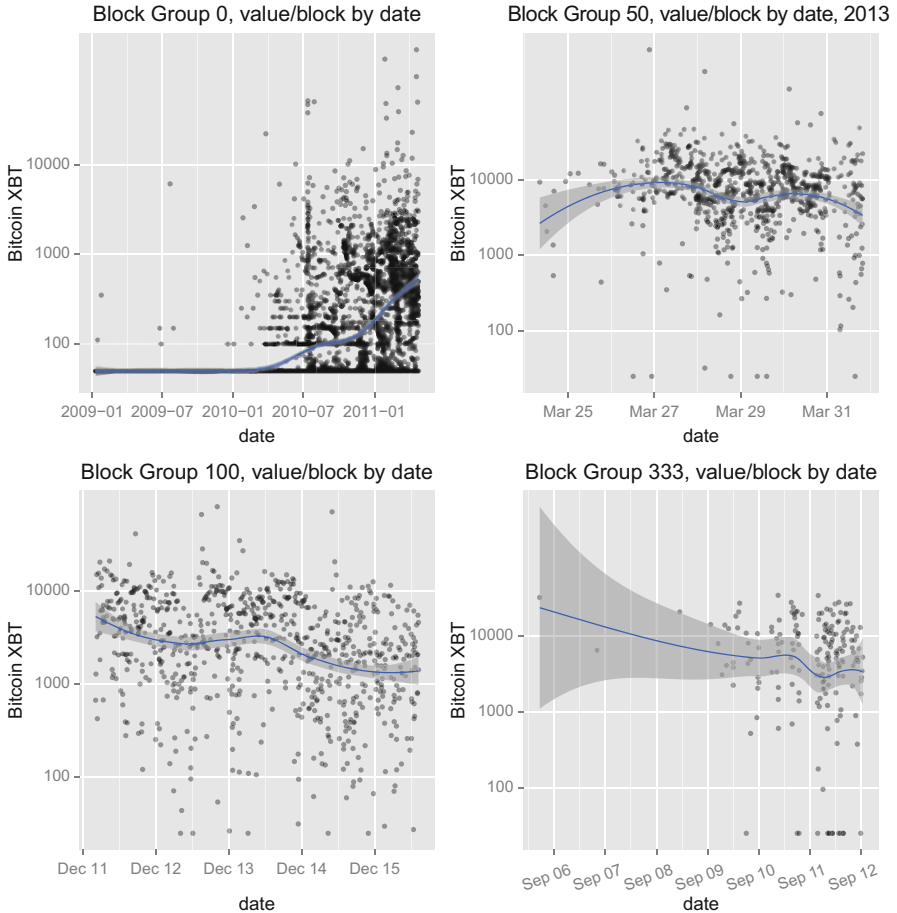 Block Group 0, value/block by date
Bitcoin XBT
10000
1000
100
2009−01 2009−07 2010−01 2010−07 2011−01
date
Block Group 50, value/block by date, 2013
Bitcoin XBT
10000
1000
100
Mar 25 Mar 27 Mar 29 Mar 31
date
Block Group 100, value/block by date
Bitcoin XBT
10000
1000
100
Dec 11 Dec 12 Dec 13 Dec 14 Dec 15
date
Block Group 333, value/block by date
Bitcoin XBT
10000
1000
100
Sep 06 Sep 07 Sep 08 Sep 09 Sep 10 Sep 11 Sep 12
date